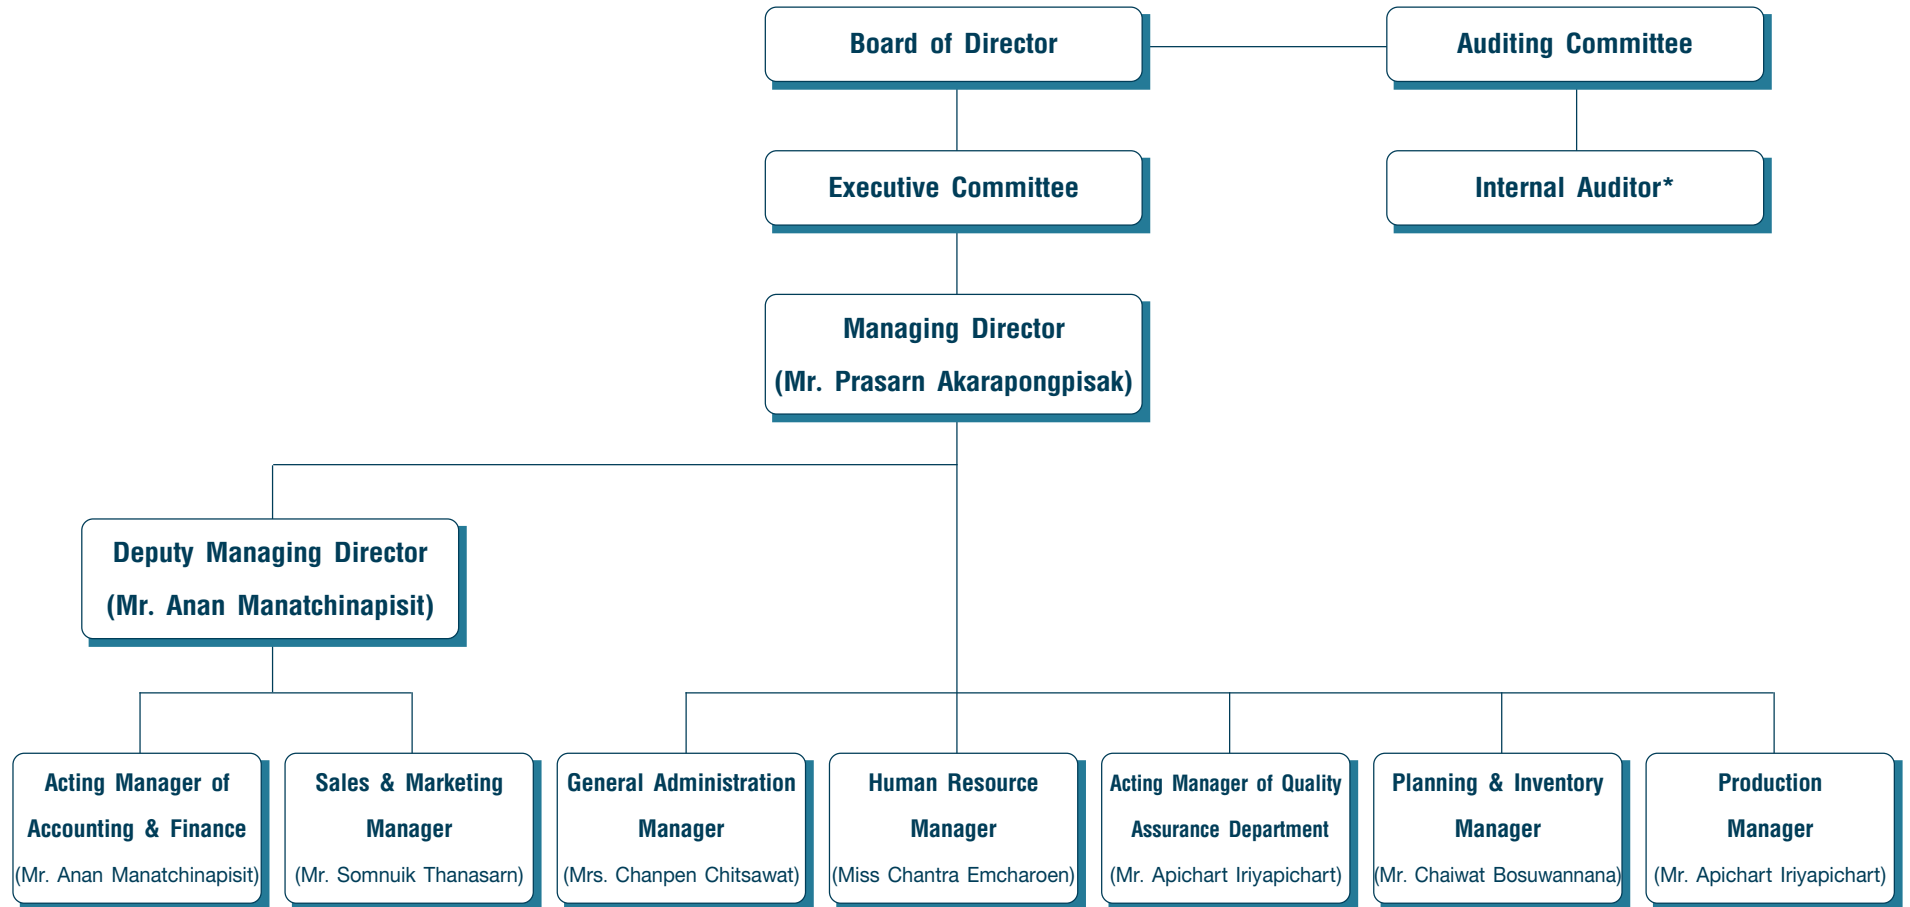 Board of Director
Auditing Committee
Executive Committee
Internal Auditor*
Managing Director
(Mr. Prasarn Akarapongpisak)
Deputy Managing Director
(Mr. Anan Manatchinapisit)
Acting Manager of
Accounting & Finance
(Mr. Anan Manatchinapisit)
Sales & Marketing
Manager
(Mr. Somnuik Thanasarn)
General Administration
Manager
(Mrs. Chanpen Chitsawat)
Human Resource
Manager
(Miss Chantra Emcharoen)
Acting Manager of Quality
Assurance Department
(Mr. Apichart Iriyapichart)
Planning & Inventory
Manager
(Mr. Chaiwat Bosuwannana)
Production
Manager
(Mr. Apichart Iriyapichart)